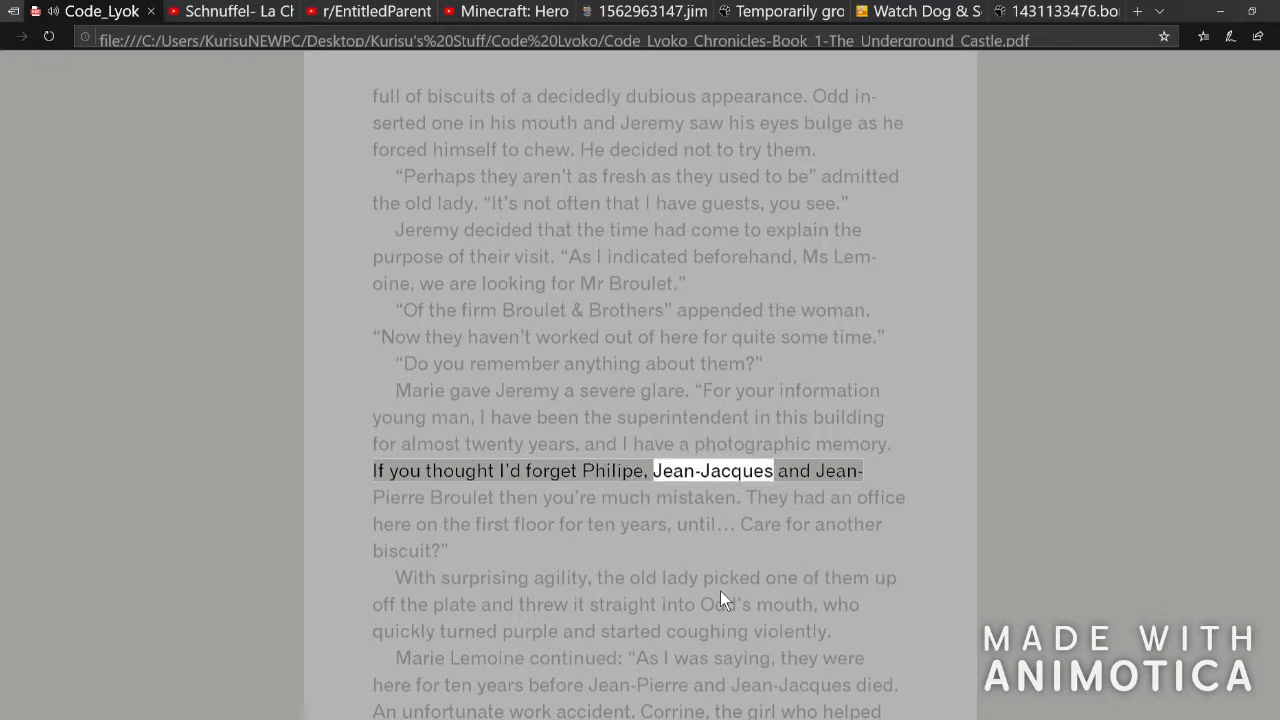 Code_Lyok
Schnuffel- La Ch
r/EntitledParent
Minecraft: Hero
1562963147.jim
Temporarily gro
Watch Dog & S
1431133476.bo
file:///C:/Users/KurisuNEWPC/Desktop/Kurisu's%20Stuff/Code%20Lyoko/Code_Lyoko_Chronicles-Book_1-The_Underground_Castle.pdf
full of biscuits of a decidedly dubious appearance. Odd in-
serted one in his mouth and Jeremy saw his eyes bulge as he
forced himself to chew. He decided not to try them.
“Perhaps they aren’t as fresh as they used to be” admitted
the old lady. “It’s not often that I have guests, you see.”
Jeremy decided that the time had come to explain the
purpose of their visit. “As I indicated beforehand, Ms Lem-
oine, we are looking for Mr Broulet.”
“Of the firm Broulet & Brothers” appended the woman.
“Now they haven’t worked out of here for quite some time.”
“Do you remember anything about them?”
Marie gave Jeremy a severe glare. “For your information
young man, I have been the superintendent in this building
for almost twenty years, and I have a photographic memory.
If you thought I’d forget Philipe, Jean-Jacques and Jean-
Pierre Broulet then you’re much mistaken. They had an office
here on the first floor for ten years, until… Care for another
biscuit?”
With surprising agility, the old lady picked one of them up
off the plate and threw it straight into Odd’s mouth, who
quickly turned purple and started coughing violently.
Marie Lemoine continued: “As I was saying, they were
here for ten years before Jean-Pierre and Jean-Jacques died.
An unfortunate work accident. Corrine, the girl who helped
MADE WITH
ANIMOTICA